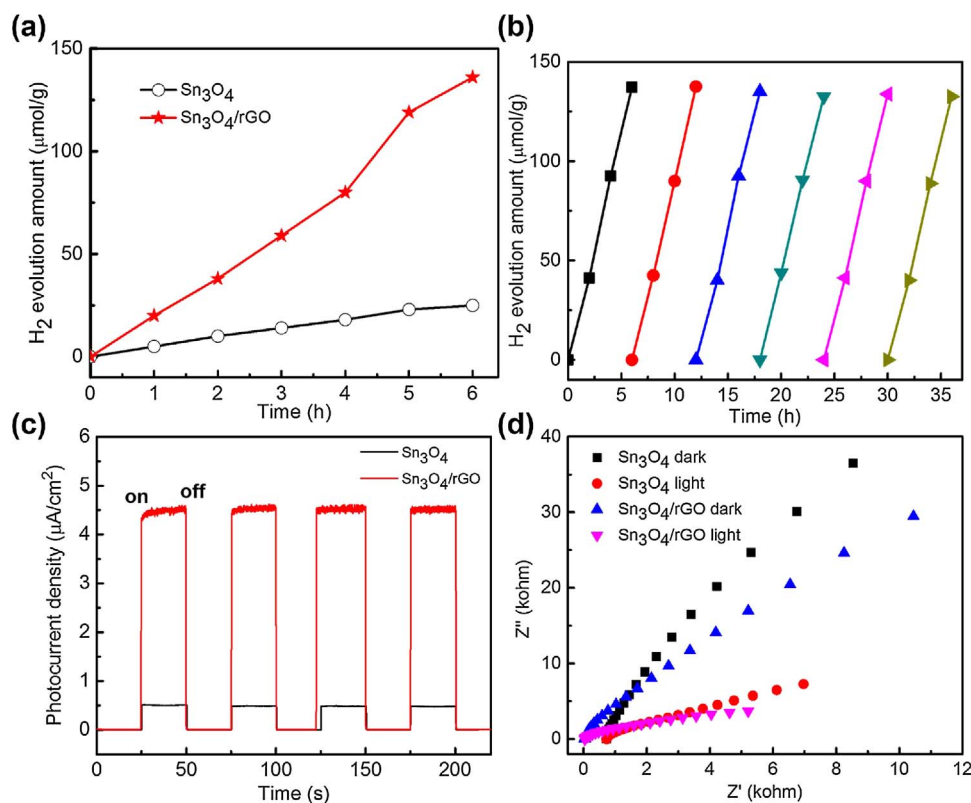 (a)
H2 evolution amount (μmol/g)
150
100
50
0
Sn3O4
Sn3O4/rGO
0 1 2 3 4 5 6
Time (h)
(b)
H2 evolution amount (μmol/g)
150
100
50
0
0 5 10 15 20 25 30 35
Time (h)
(c)
Photocurrent density (μA/cm2)
6
5
4
3
2
1
0
Sn3O4
Sn3O4/rGO
on off
0 50 100 150 200
Time (s)
(d)
Z'' (kohm)
40
30
20
10
0
Sn3O4 dark
Sn3O4 light
Sn3O4/rGO dark
Sn3O4/rGO light
0 2 4 6 8 10 12
Z' (kohm)